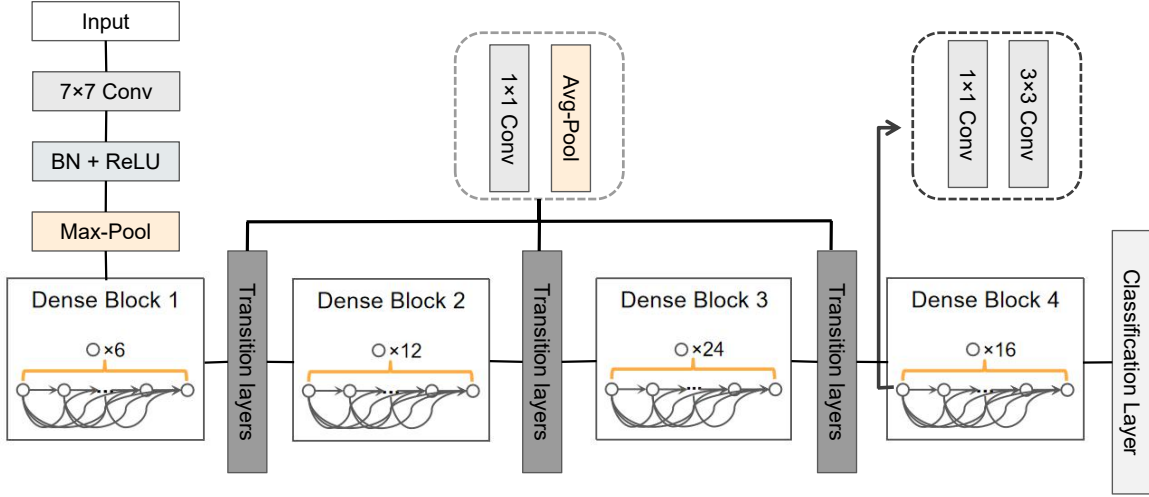 Input
7×7 Conv
BN + ReLU
Max-Pool
1×1 Conv
Avg-Pool
1×1 Conv
3×3 Conv
Dense Block 1
×6
Transition layers
Dense Block 2
×12
Transition layers
Dense Block 3
×24
Transition layers
Dense Block 4
×16
Classification Layer